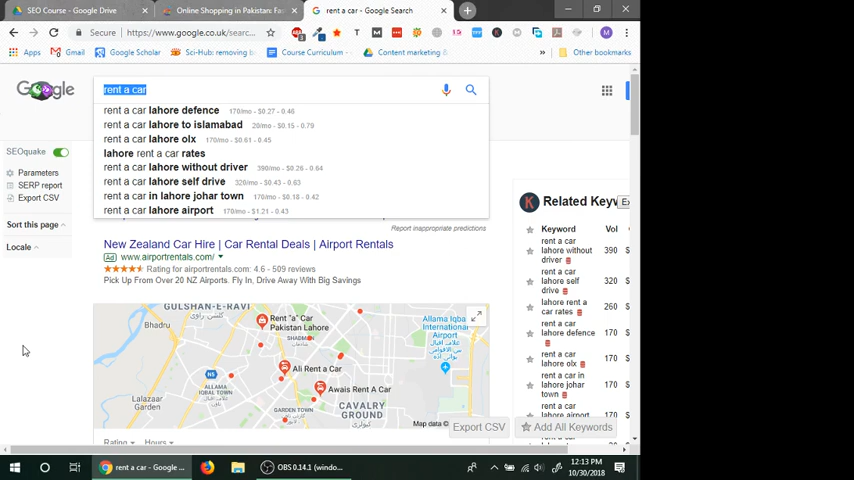 SEO Course - Google Drive
Online Shopping in Pakistan: Fa
rent a car - Google Search
Secure
https://www.google.co.uk/searc...
Apps
Gmail
Google Scholar
Sci-Hub: removing b
Course Curriculum
Content marketing &
Other bookmarks
Google
rent a car
rent a car lahore defence 170/mo - $0.27 - 0.46
rent a car lahore to islamabad 20/mo - $0.15 - 0.79
rent a car lahore olx 170/mo - $0.61 - 0.45
lahore rent a car rates
rent a car lahore without driver 390/mo - $0.26 - 0.64
rent a car lahore self drive 320/mo - $0.43 - 0.63
rent a car in lahore johar town 170/mo - $0.18 - 0.42
rent a car lahore airport 170/mo - $1.21 - 0.43
Report inappropriate predictions
SEOquake
Parameters
SERP report
Export CSV
Sort this page
Locale
New Zealand Car Hire | Car Rental Deals | Airport Rentals
Ad www.airportrentals.com/
Rating for airportrentals.com: 4.6 - 509 reviews
Pick Up From Over 20 NZ Airports. Fly In, Drive Away With Big Savings
GULSHAN-E-RAVI
گلشن راوی
Bhadru
Rent "a" Car
Pakistan Lahore
SHADMA
Allama Iqbal
International
Airport
Ali Rent a Car
N5
ALLAMA
IQBAL TOWN
Awais Rent A Car
Lalazaar
Garden
GARDEN TOWN
CAVALRY
GROUND
Map data ©
Rating
Hours
Export CSV
Add All Keywords
K
Related Keyw
Ex
Keyword Vol
rent a car
lahore without
driver
390 $
rent a car
lahore self
drive
320 $
lahore rent a
car rates
260 $
rent a car
lahore defence
170 $
rent a car
lahore olx
170 $
rent a car in
lahore johar
town
170 $
rent a car
lahore airport
170 $
rent a car - Google ...
OBS 0.14.1 (windo...
12:13 PM
10/30/2018